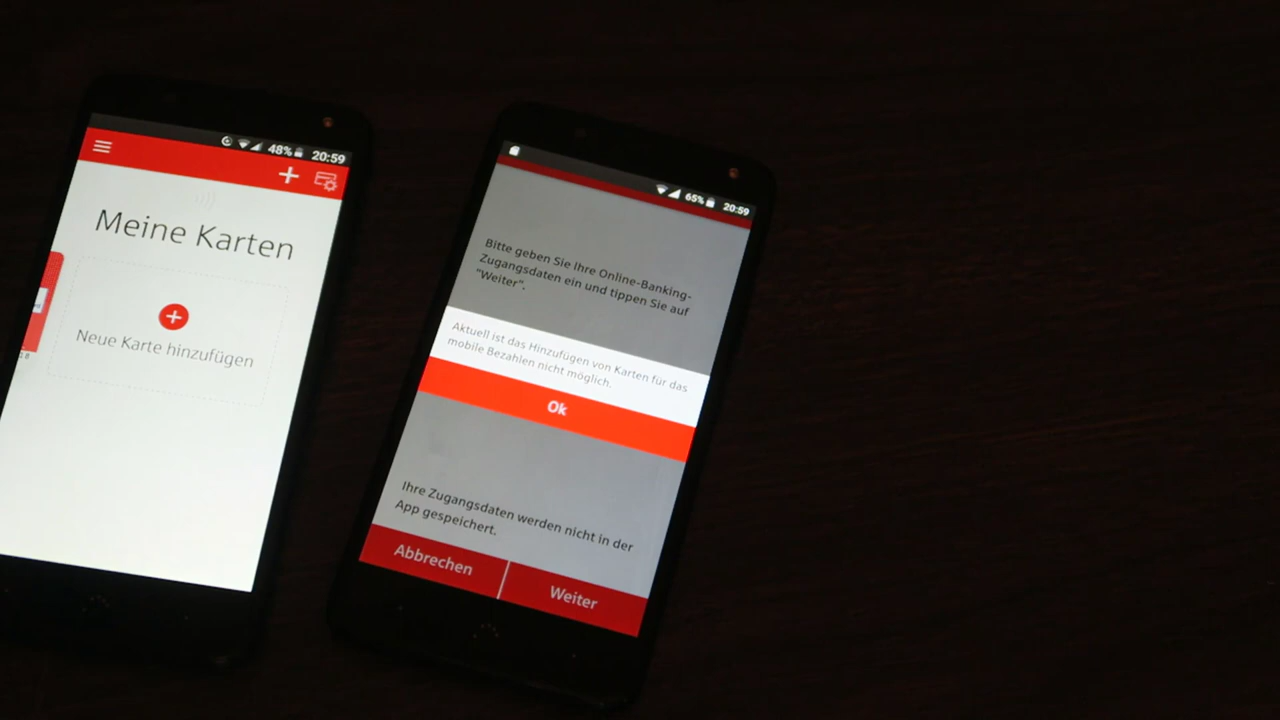 48% 20:59
Meine Karten
Neue Karte hinzufügen
65% 20:59
Bitte geben Sie Ihre Online-Banking-
Zugangsdaten ein und tippen Sie auf
"Weiter".
Aktuell ist das Hinzufügen von Karten für das
mobile Bezahlen nicht möglich.
Ok
Ihre Zugangsdaten werden nicht in der
App gespeichert.
Abbrechen Weiter